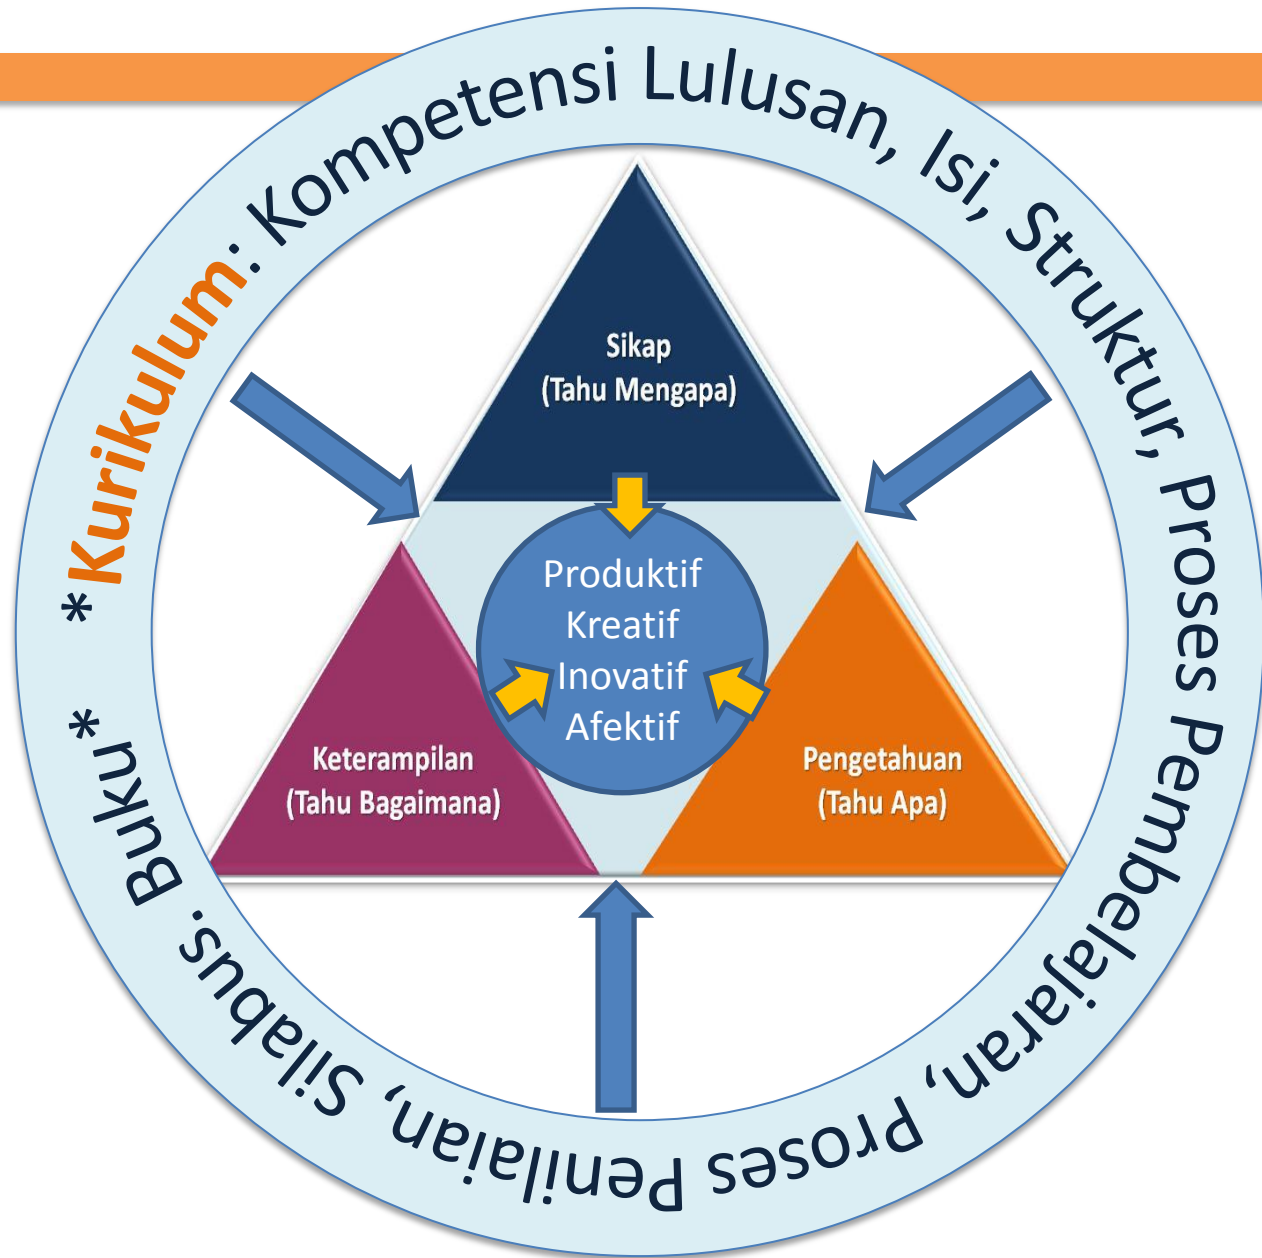 *Kurikulum: Kompetensi Lulusan, Isi, Struktur, Proses Pembelajaran, Proses Penilaian, Silabus. Buku*
Sikap
(Tahu Mengapa)
Produktif
Kreatif
Inovatif
Afektif
Keterampilan
(Tahu Bagaimana)
Pengetahuan
(Tahu Apa)